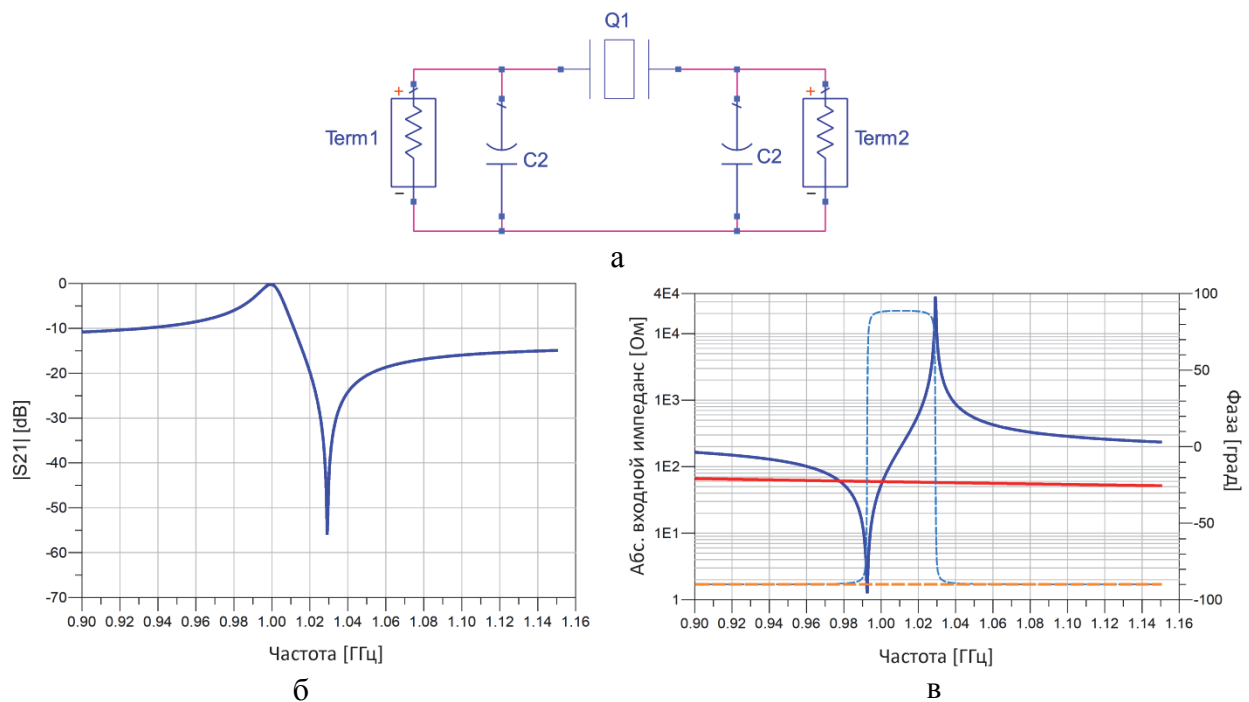 Q1
+
+
Term1
C2
C2
Term2
−
−
а
0
-10
-20
-30
-40
-50
-60
-70
|S21| [dB]
0.90 0.92 0.94 0.96 0.98 1.00 1.02 1.04 1.06 1.08 1.10 1.12 1.14 1.16
Частота [ГГц]
б
4E4
1E4
1E3
1E2
1E1
1
Абс. входной импеданс [Ом]
100
50
0
-50
-100
Фаза [град]
0.90 0.92 0.94 0.96 0.98 1.00 1.02 1.04 1.06 1.08 1.10 1.12 1.14 1.16
Частота [ГГц]
в